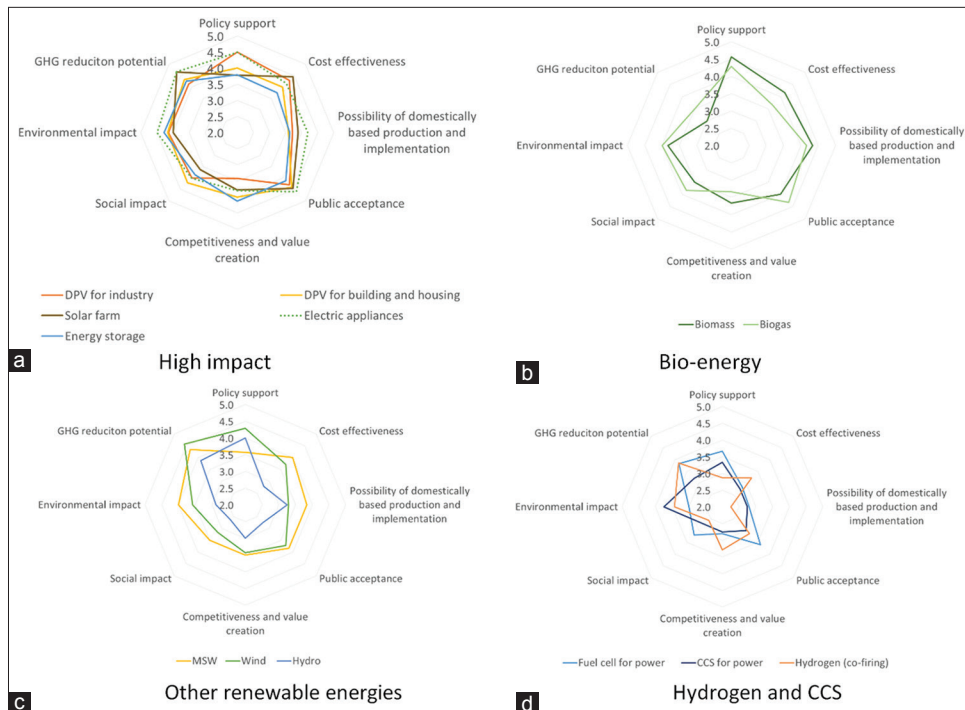 Policy support
5.0
4.5
4.0
3.5
3.0
2.5
2.0
GHG reduciton potential
Cost effectiveness
Environmental impact
Possibility of domestically
based production and
implementation
Social impact
Public acceptance
Competitiveness and value
creation
DPV for industry
DPV for building and housing
Solar farm
Electric appliances
Energy storage
a
High impact
Policy support
5.0
4.5
4.0
3.5
3.0
2.5
2.0
GHG reduciton potential
Cost effectiveness
Environmental impact
Possibility of domestically
based production and
implementation
Social impact
Public acceptance
Competitiveness and value
creation
Biomass
Biogas
b
Bio-energy
Policy support
5.0
4.5
4.0
3.5
3.0
2.5
2.0
GHG reduciton potential
Cost effectiveness
Environmental impact
Possibility of domestically
based production and
implementation
Social impact
Public acceptance
Competitiveness and value
creation
MSW
Wind
Hydro
c
Other renewable energies
Policy support
5.0
4.5
4.0
3.5
3.0
2.5
2.0
GHG reduciton potential
Cost effectiveness
Environmental impact
Possibility of domestically
based production and
implementation
Social impact
Public acceptance
Competitiveness and value
creation
Fuel cell for power
CCS for power
Hydrogen (co-firing)
d
Hydrogen and CCS